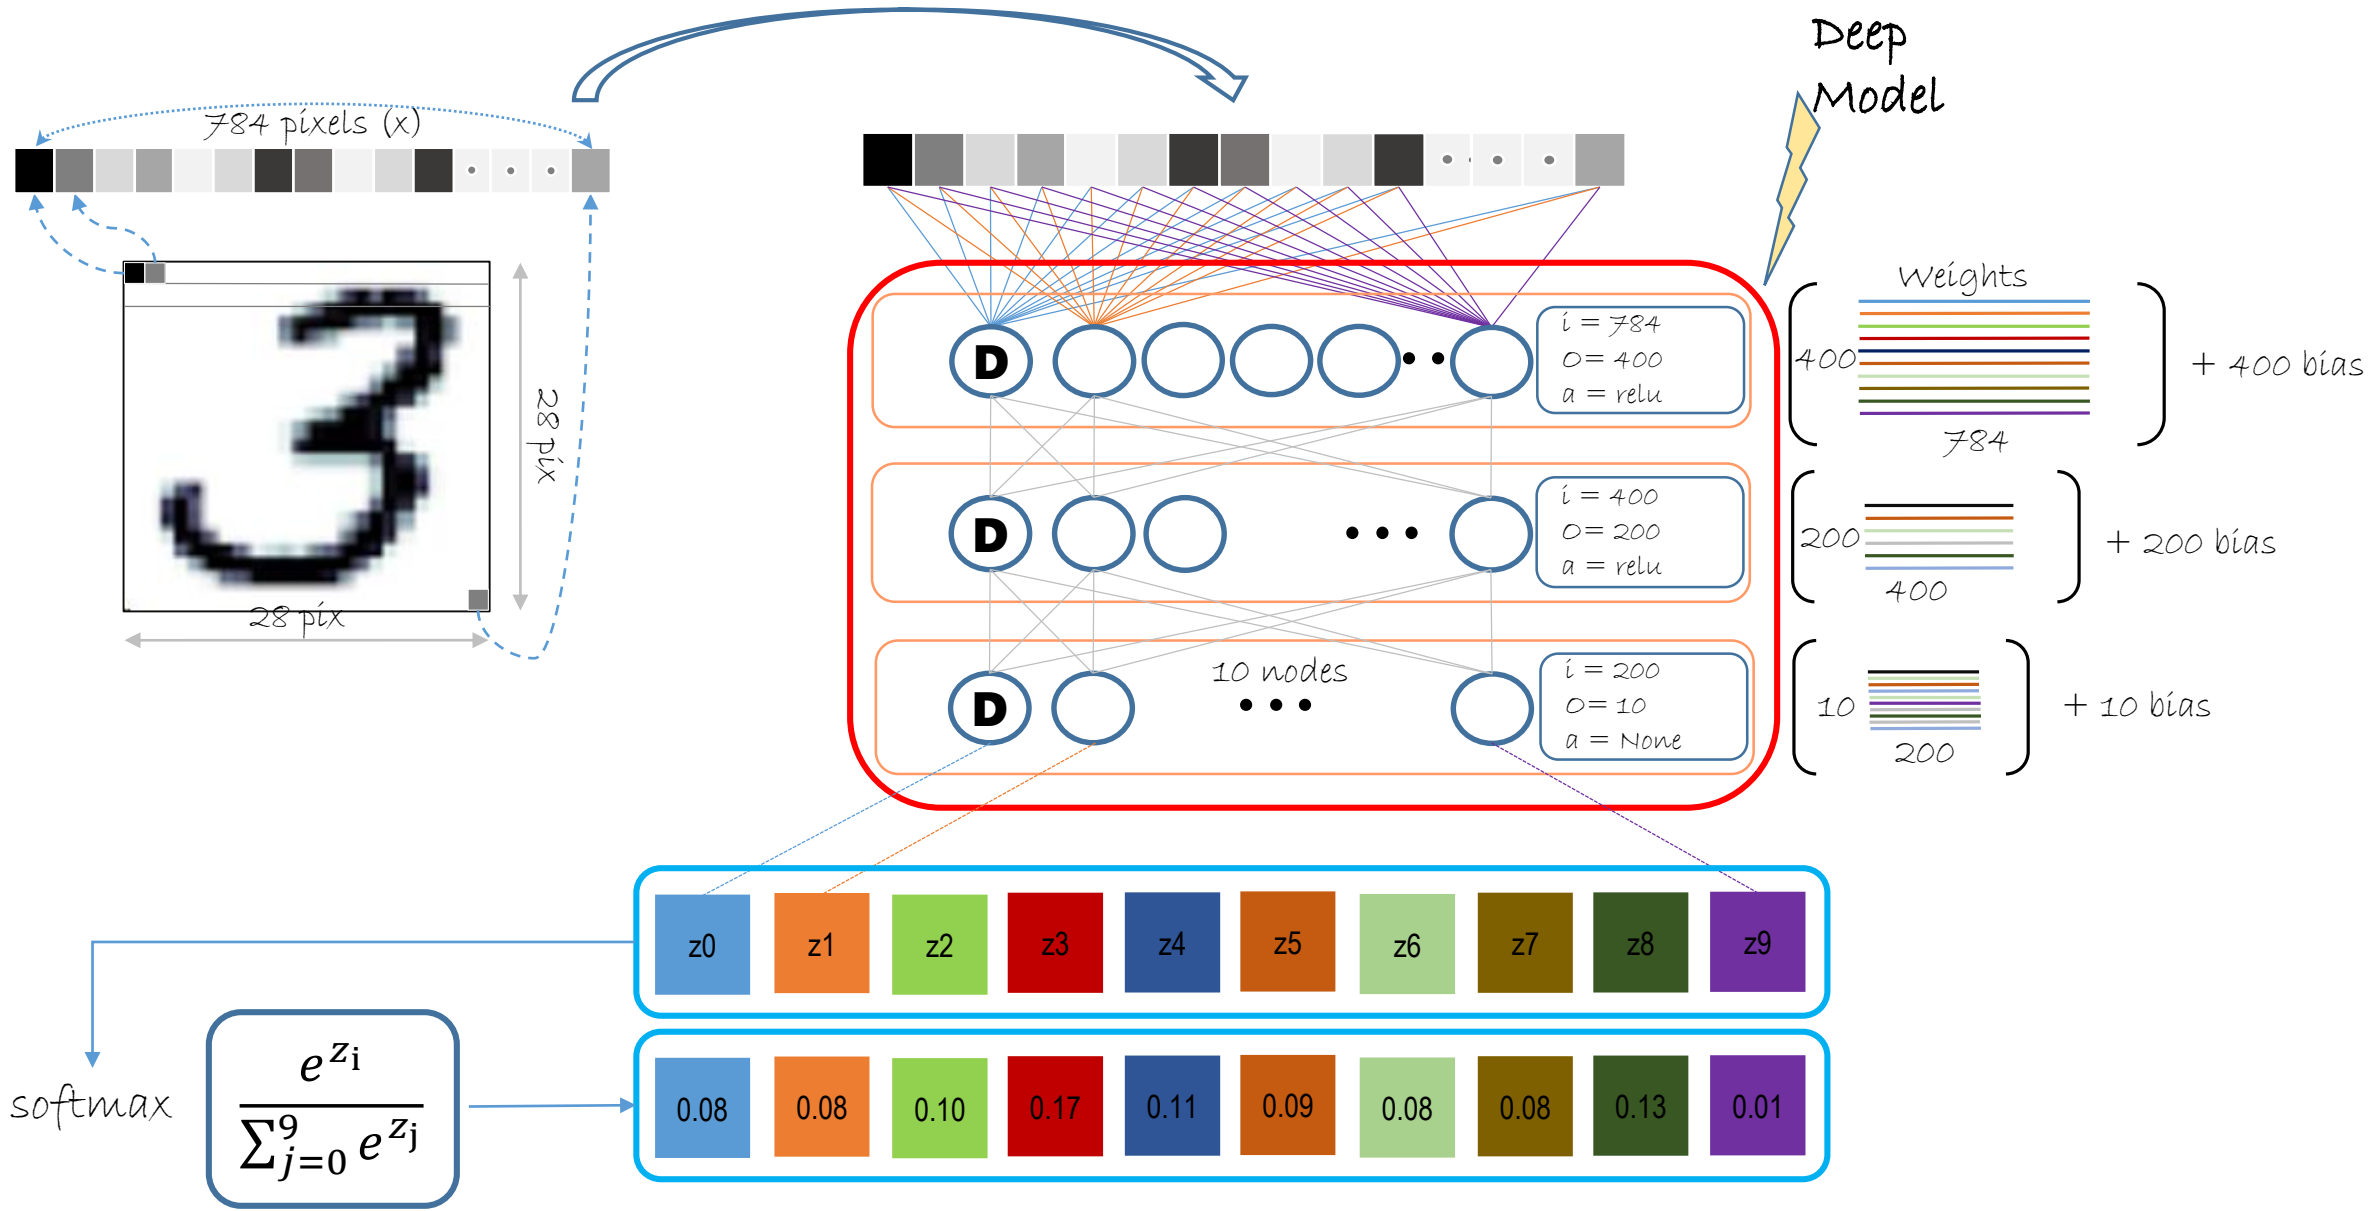 Deep
Model
784 pixels (x)
28 pix
28 pix
D
i = 784
O= 400
a = relu
D
i = 400
O= 200
a = relu
10 nodes
D
i = 200
O= 10
a = None
Weights
400
784
+ 400 bias
200
400
+ 200 bias
10
200
+ 10 bias
z0 z1 z2 z3 z4 z5 z6 z7 z8 z9
softmax
e^{z_i} / ∑_{j=0}^{9} e^{z_j}
0.08 0.08 0.10 0.17 0.11 0.09 0.08 0.08 0.13 0.01
3